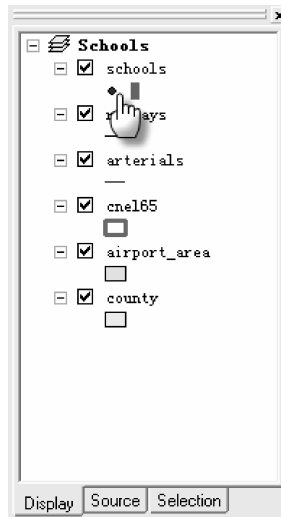 Schools
schools
arterials
cnel65
airport_area
county
Display Source Selection